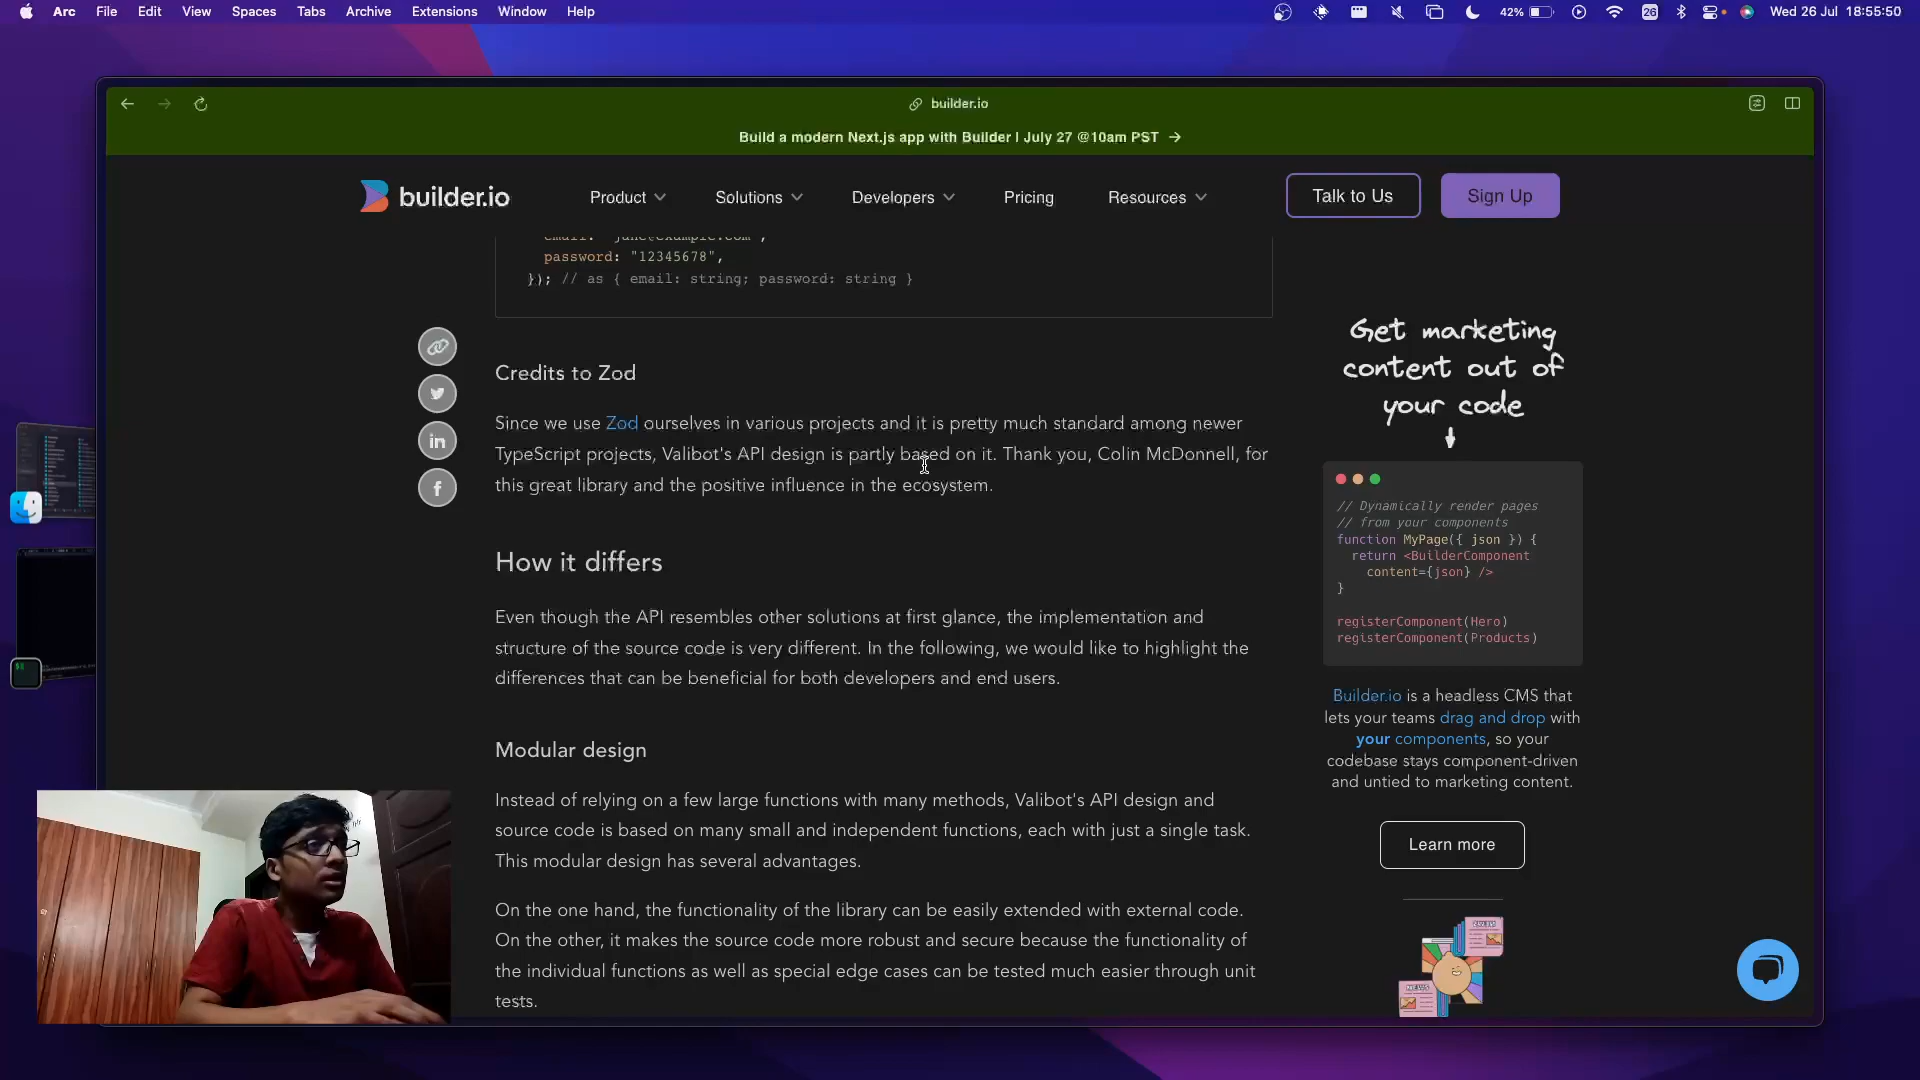 Arc File Edit View Spaces Tabs Archive Extensions Window Help 42% 26 Wed 26 Jul 18:55:50
builder.io
Build a modern Next.js app with Builder | July 27 @10am PST →
builder.io Product Solutions Developers Pricing Resources Talk to Us Sign Up
email: "jane@example.com",
password: "12345678",
}); // as { email: string; password: string }
Credits to Zod
Since we use Zod ourselves in various projects and it is pretty much standard among newer
TypeScript projects, Valibot's API design is partly based on it. Thank you, Colin McDonnell, for
this great library and the positive influence in the ecosystem.
How it differs
Even though the API resembles other solutions at first glance, the implementation and
structure of the source code is very different. In the following, we would like to highlight the
differences that can be beneficial for both developers and end users.
Modular design
Instead of relying on a few large functions with many methods, Valibot's API design and
source code is based on many small and independent functions, each with just a single task.
This modular design has several advantages.
On the one hand, the functionality of the library can be easily extended with external code.
On the other, it makes the source code more robust and secure because the functionality of
the individual functions as well as special edge cases can be tested much easier through unit
tests.
Get marketing
content out of
your code
// Dynamically render pages
// from your components
function MyPage({ json }) {
return <BuilderComponent
content={json} />
}
registerComponent(Hero)
registerComponent(Products)
Builder.io is a headless CMS that
lets your teams drag and drop with
your components, so your
codebase stays component-driven
and untied to marketing content.
Learn more
NEWS